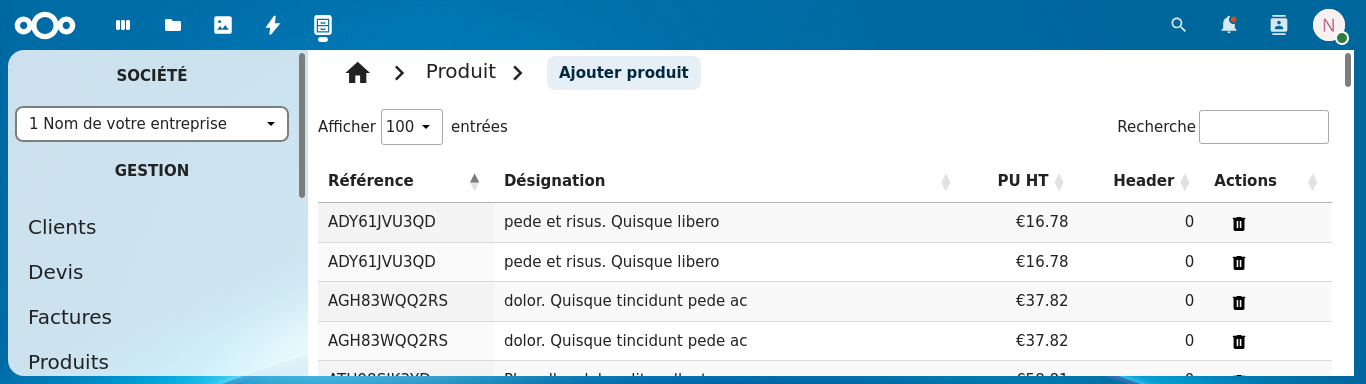 N
SOCIÉTÉ
1 Nom de votre entreprise
GESTION
Clients
Devis
Factures
Produits
Produit
Ajouter produit
Afficher 100 entrées
Recherche
Référence Désignation PU HT Header Actions
ADY61JVU3QD pede et risus. Quisque libero €16.78 0
ADY61JVU3QD pede et risus. Quisque libero €16.78 0
AGH83WQQ2RS dolor. Quisque tincidunt pede ac €37.82 0
AGH83WQQ2RS dolor. Quisque tincidunt pede ac €37.82 0